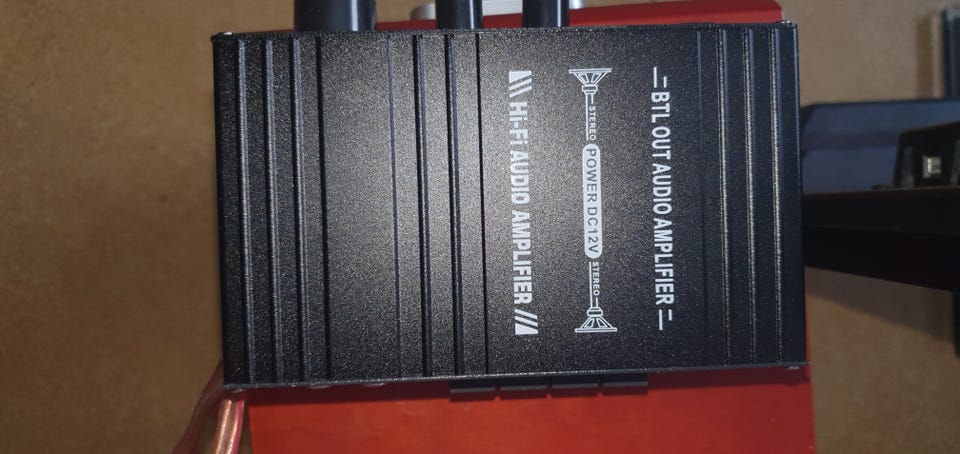 BTL OUT AUDIO AMPLIFIER
STEREO POWER DC12V STEREO
Hi-Fi AUDIO AMPLIFIER